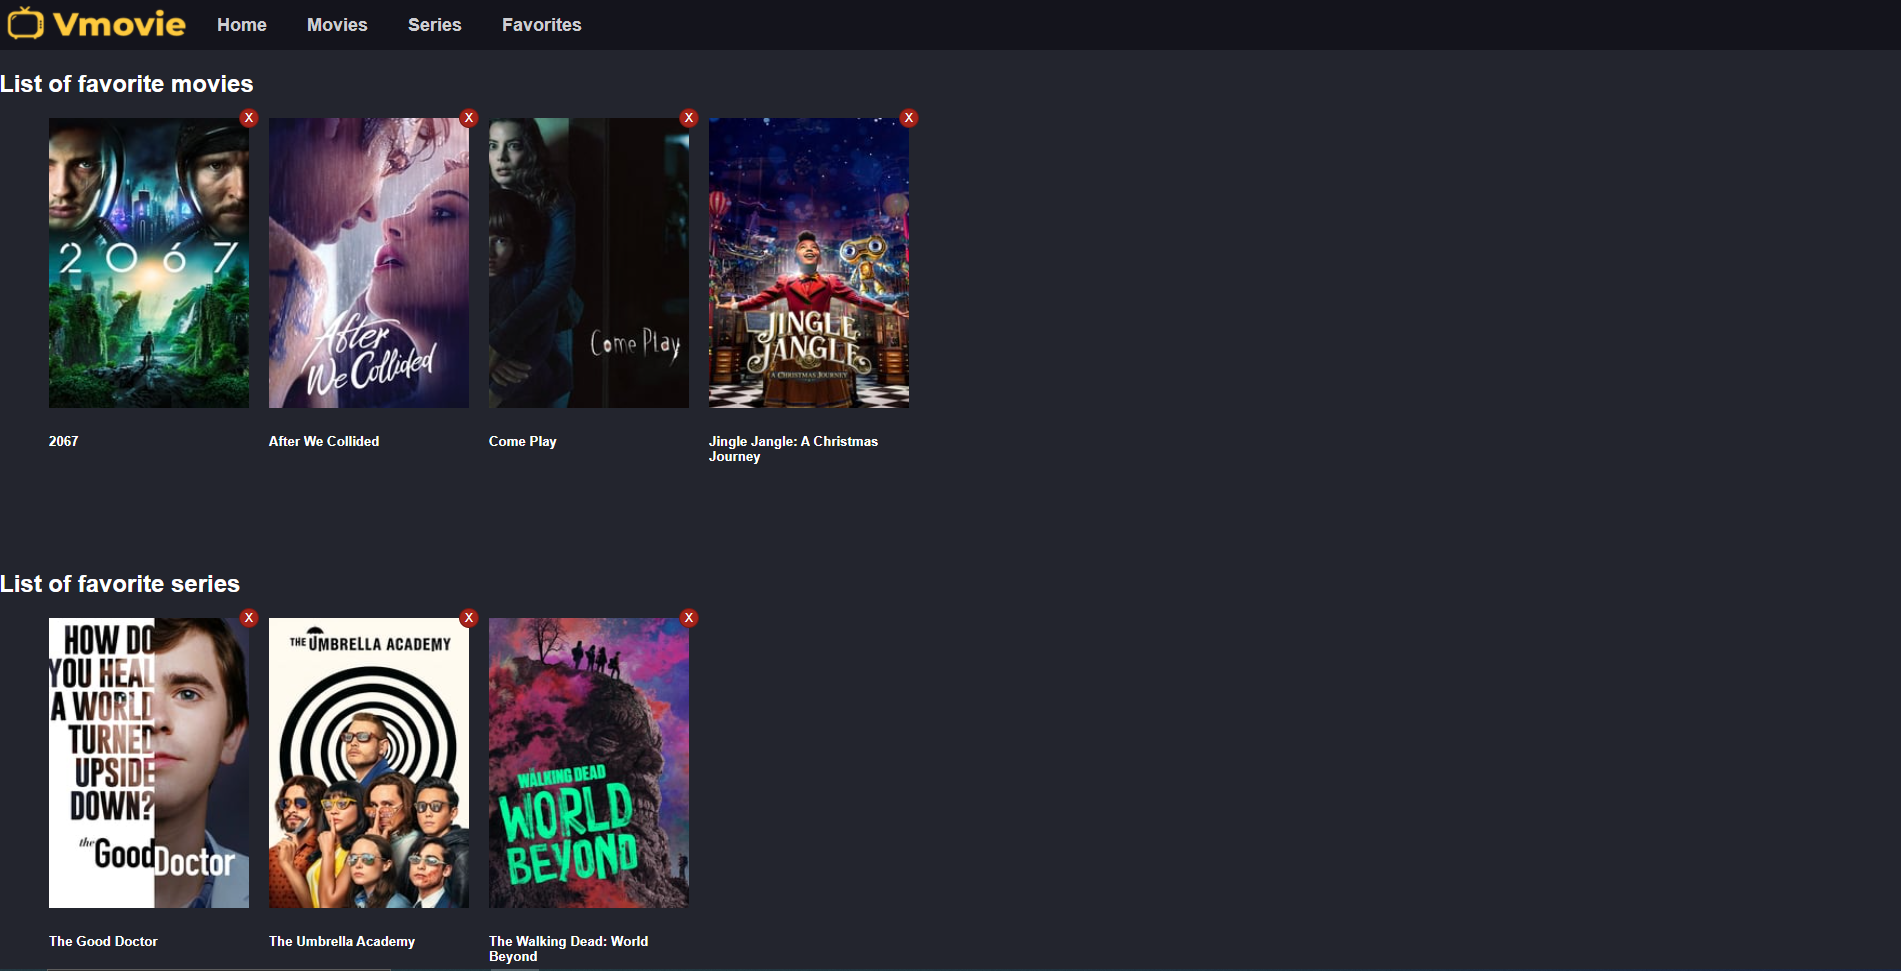 Vmovie Home Movies Series Favorites
List of favorite movies
X X X X
2067
After
We Collided
Come Play
JINGLE
JANGLE
A CHRISTMAS JOURNEY
2067 After We Collided Come Play Jingle Jangle: A Christmas
Journey
List of favorite series
X X X
HOW DO
YOU HEAL
A WORLD
TURNED
UPSIDE
DOWN?
the Good Doctor
THE UMBRELLA ACADEMY
THE WALKING DEAD
WORLD
BEYOND
The Good Doctor The Umbrella Academy The Walking Dead: World
Beyond